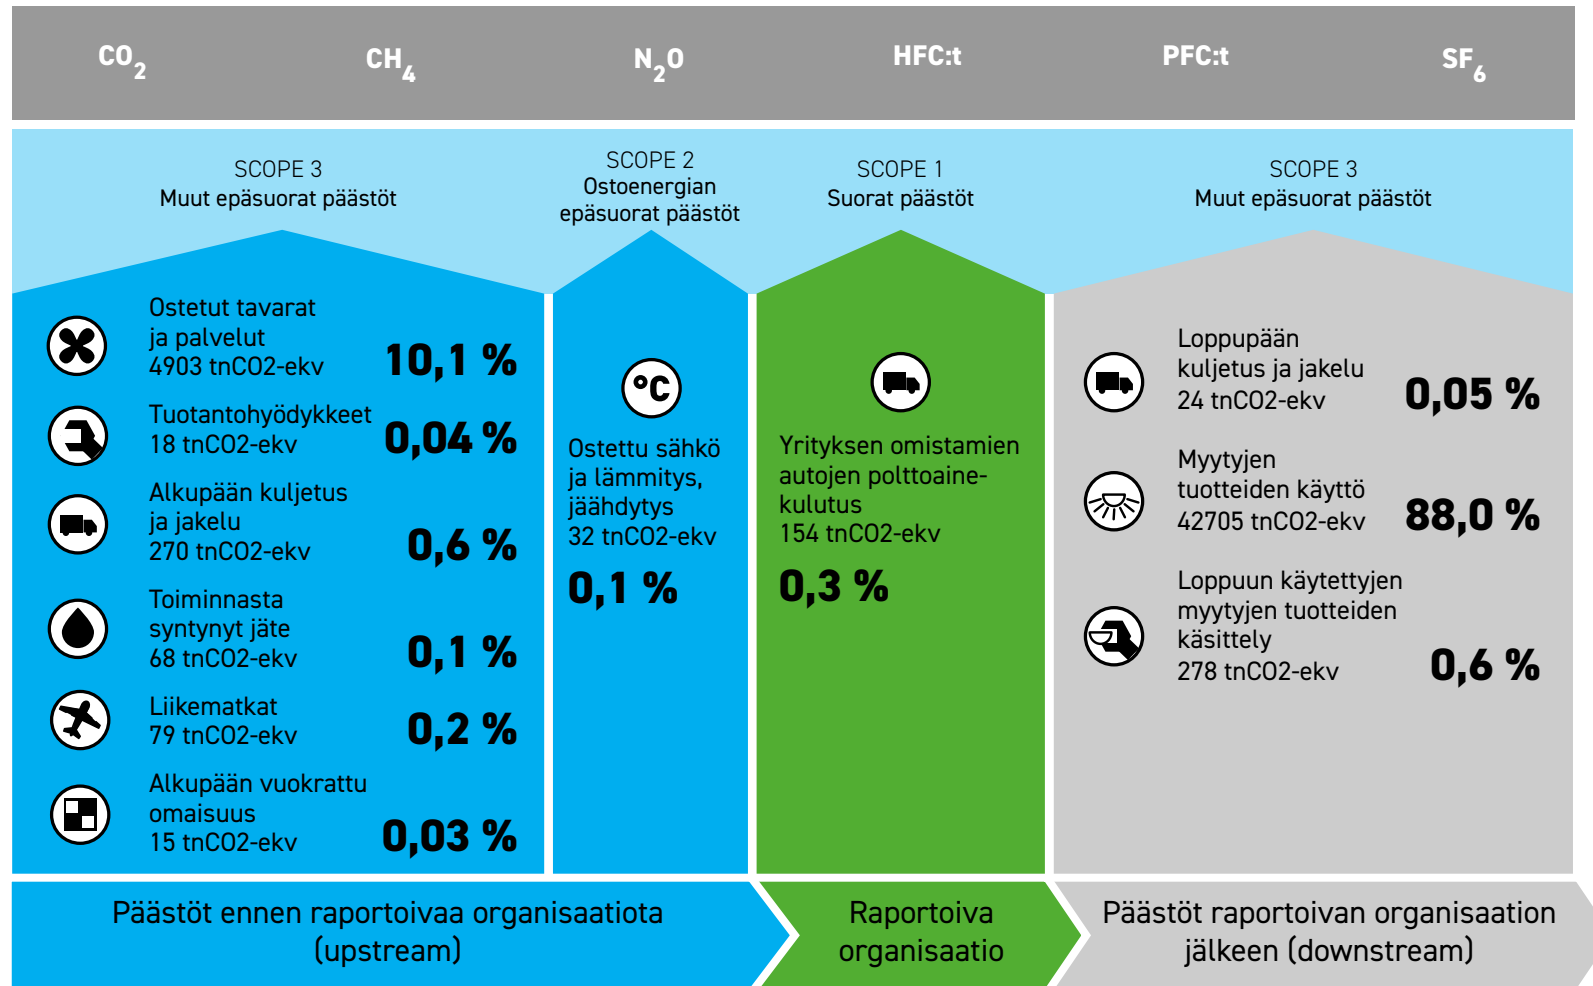 CO2 CH4 N2O HFC:t PFC:t SF6
SCOPE 3
Muut epäsuorat päästöt
SCOPE 2
Ostoenergian
epäsuorat päästöt
SCOPE 1
Suorat päästöt
SCOPE 3
Muut epäsuorat päästöt
Ostetut tavarat
ja palvelut
4903 tnCO2-ekv
10,1 %
Tuotantohyödykkeet
18 tnCO2-ekv
0,04 %
Alkupään kuljetus
ja jakelu
270 tnCO2-ekv
0,6 %
Toiminnasta
syntynyt jäte
68 tnCO2-ekv
0,1 %
Liikematkat
79 tnCO2-ekv
0,2 %
Alkupään vuokrattu
omaisuus
15 tnCO2-ekv
0,03 %
°C
Ostettu sähkö
ja lämmitys,
jäähdytys
32 tnCO2-ekv
0,1 %
Yrityksen omistamien
autojen polttoaine-
kulutus
154 tnCO2-ekv
0,3 %
Loppupään
kuljetus ja jakelu
24 tnCO2-ekv
0,05 %
Myytyjen
tuotteiden käyttö
42705 tnCO2-ekv
88,0 %
Loppuun käytettyjen
myytyjen tuotteiden
käsittely
278 tnCO2-ekv
0,6 %
Päästöt ennen raportoivaa organisaatiota
(upstream)
Raportoiva
organisaatio
Päästöt raportoivan organisaation
jälkeen (downstream)